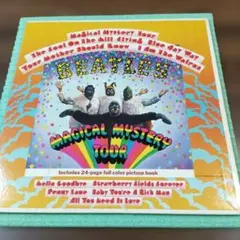 Magical Mystery Tour
The Fool On The Hill Flying Blue Jay Way
Your Mother Should Know I Am The Walrus
BEATLES
MAGICAL MYSTERY
TOUR
Includes 24-page full color picture book
Hello Goodbye Strawberry Fields Forever
Penny Lane Baby You're A Rich Man
All You Need Is Love